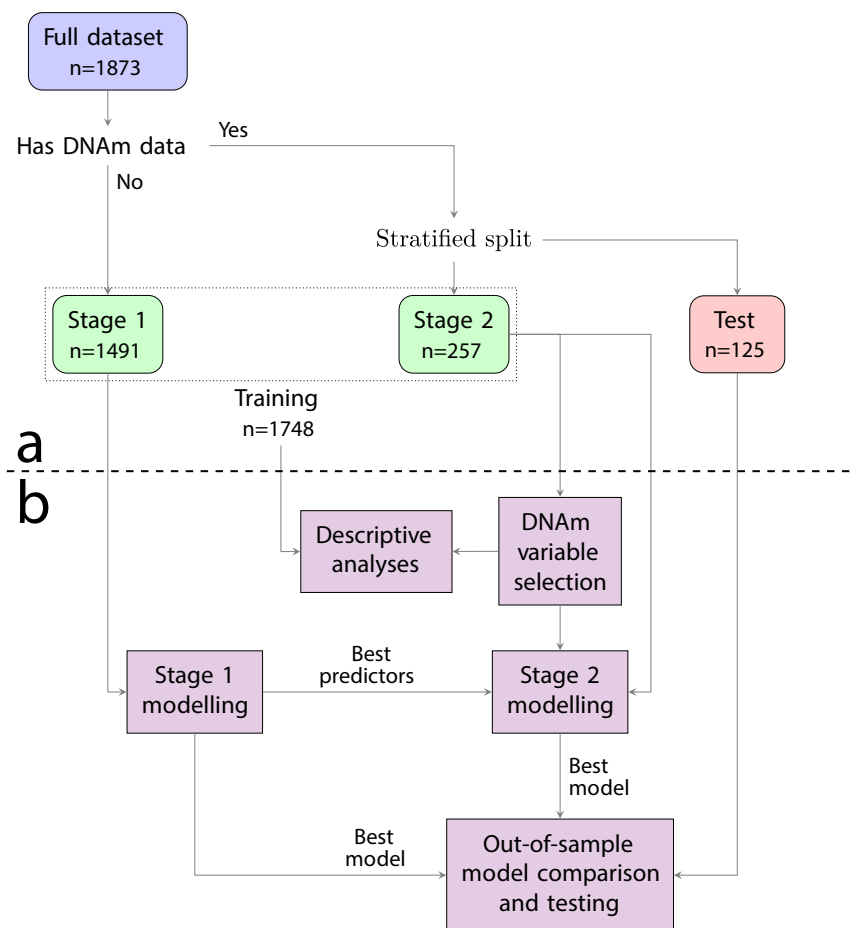 Full dataset
n=1873
Has DNAm data
Yes
No
Stratified split
Stage 1
n=1491
Stage 2
n=257
Test
n=125
Training
n=1748
a
b
Descriptive
analyses
DNAm
variable
selection
Stage 1
modelling
Best
predictors
Stage 2
modelling
Best
model
Best
model
Out-of-sample
model comparison
and testing